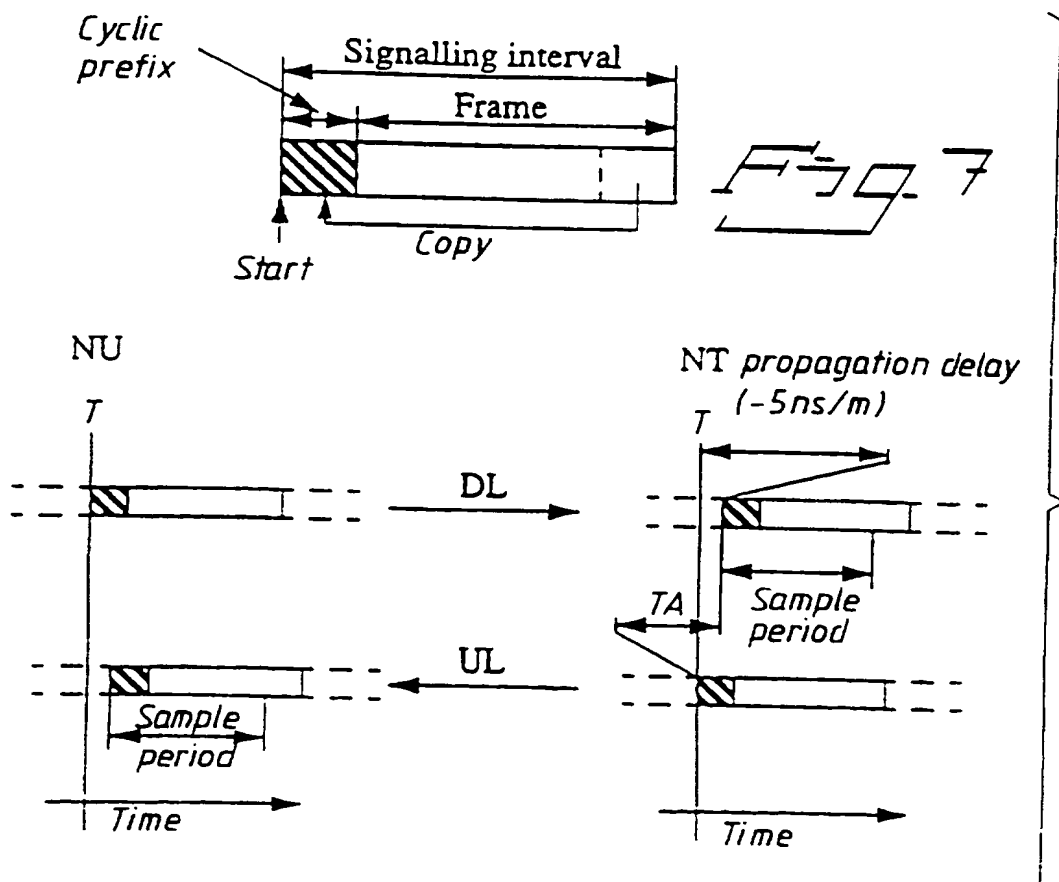 Cyclic
prefix
Signalling interval
Frame
Fig. 7
Copy
Start
NU
NT propagation delay
(-5ns/m)
T
T
DL
Sample
period
TA
UL
Sample
period
Time
Time